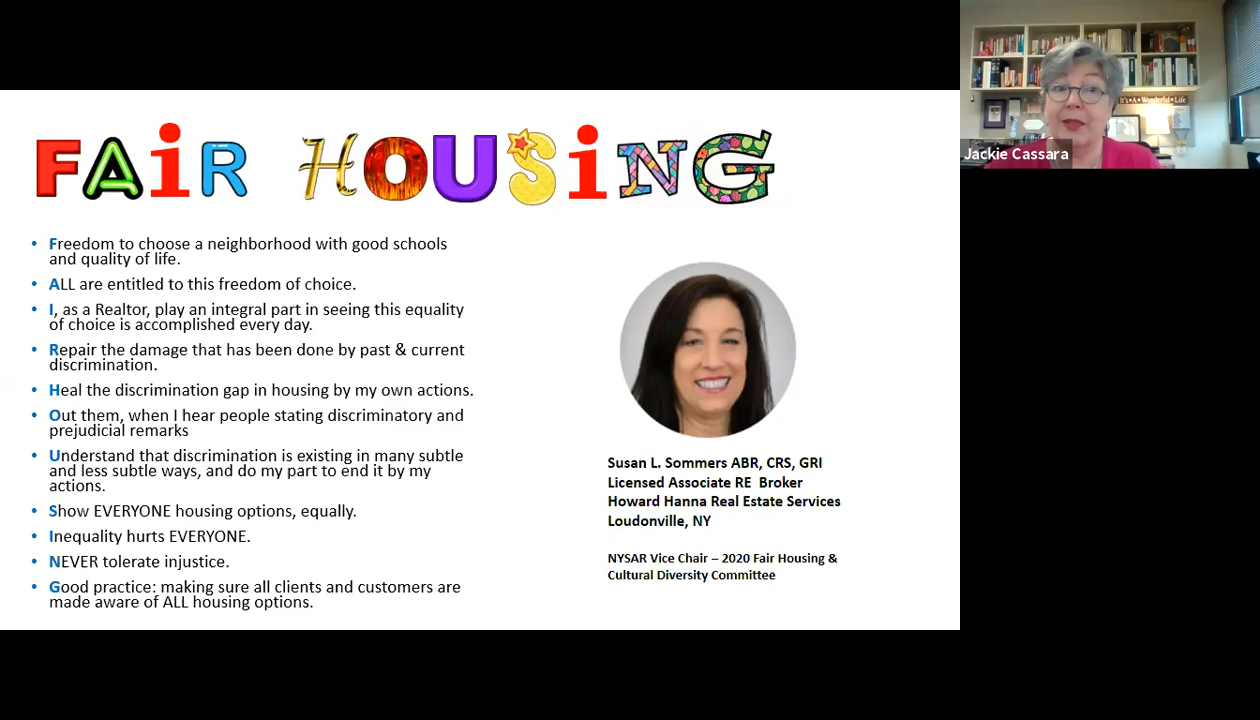 FAiR HOUSiNG
Freedom to choose a neighborhood with good schools
and quality of life.
ALL are entitled to this freedom of choice.
I, as a Realtor, play an integral part in seeing this equality
of choice is accomplished every day.
Repair the damage that has been done by past & current
discrimination.
Heal the discrimination gap in housing by my own actions.
Out them, when I hear people stating discriminatory and
prejudicial remarks
Understand that discrimination is existing in many subtle
and less subtle ways, and do my part to end it by my
actions.
Show EVERYONE housing options, equally.
Inequality hurts EVERYONE.
NEVER tolerate injustice.
Good practice: making sure all clients and customers are
made aware of ALL housing options.
Susan L. Sommers ABR, CRS, GRI
Licensed Associate RE Broker
Howard Hanna Real Estate Services
Loudonville, NY
NYSAR Vice Chair – 2020 Fair Housing &
Cultural Diversity Committee
It's A Wonderful Life
Jackie Cassara